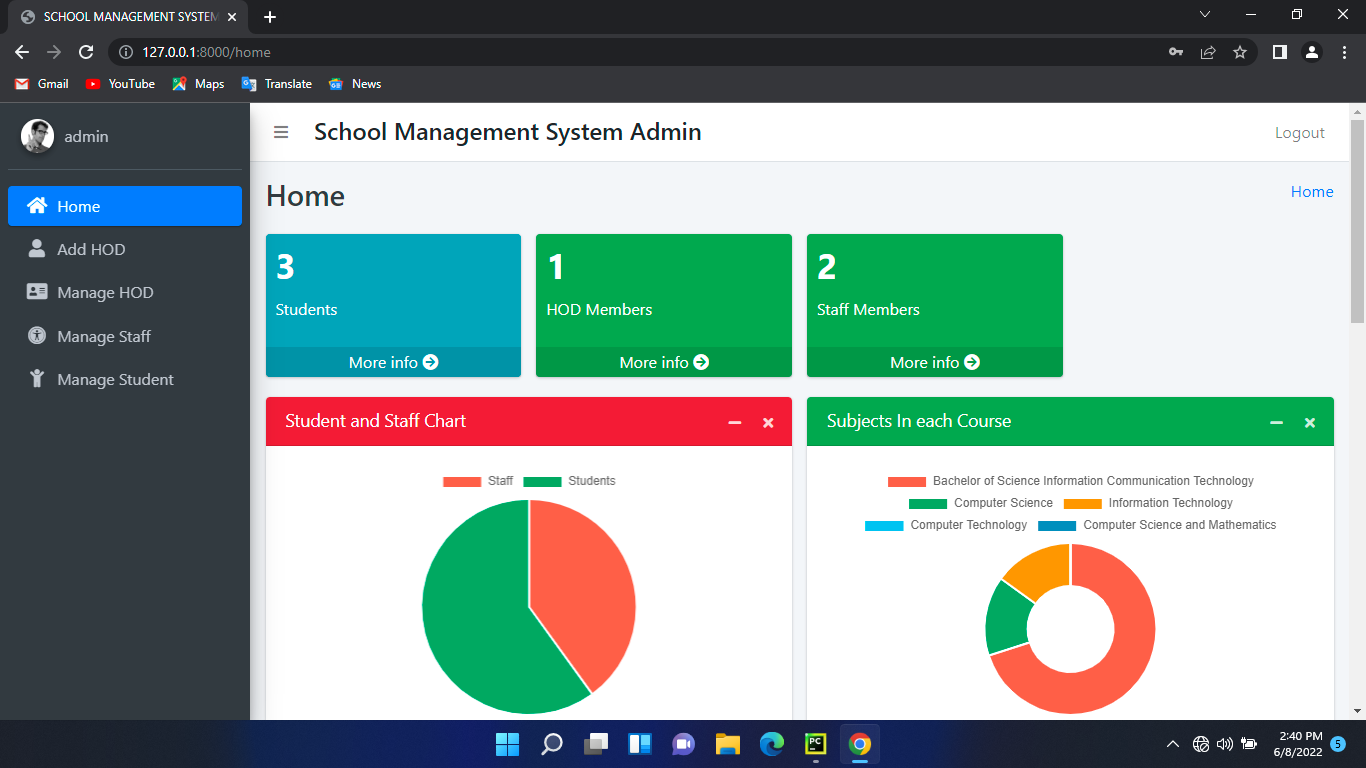 SCHOOL MANAGEMENT SYSTEM
127.0.0.1:8000/home
Gmail YouTube Maps Translate News
admin
School Management System Admin
Logout
Home
Add HOD
Manage HOD
Manage Staff
Manage Student
Home
Home
3
Students
More info
1
HOD Members
More info
2
Staff Members
More info
Student and Staff Chart
Staff Students
Subjects In each Course
Bachelor of Science Information Communication Technology
Computer Science Information Technology
Computer Technology Computer Science and Mathematics
PC
2:40 PM
6/8/2022
5